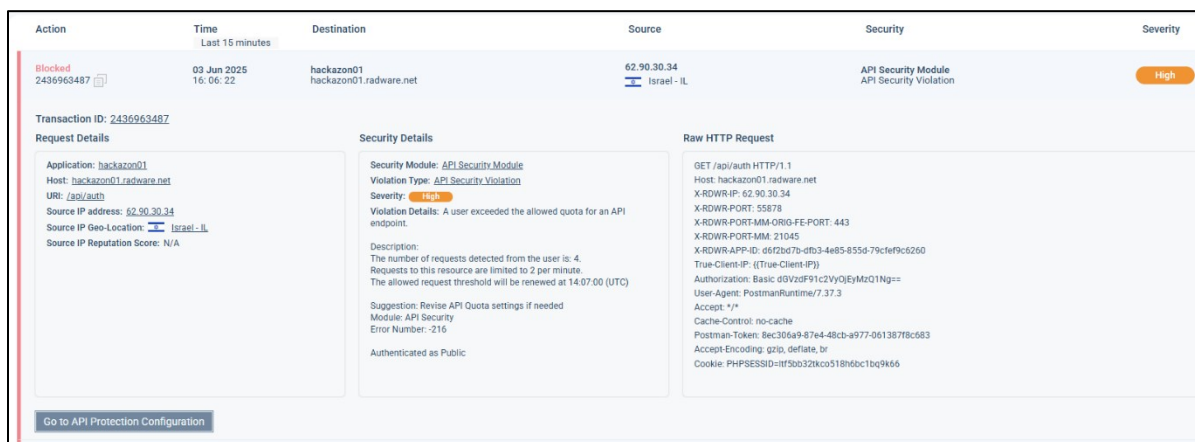 Action Time Destination Source Security Severity
Last 15 minutes
Blocked 03 Jun 2025 hackazon01 62.90.30.34 API Security Module High
2436963487 16: 06: 22 hackazon01.radware.net Israel - IL API Security Violation
Transaction ID: 2436963487
Request Details
Application: hackazon01
Host: hackazon01.radware.net
URI: /api/auth
Source IP address: 62.90.30.34
Source IP Geo-Location: Israel - IL
Source IP Reputation Score: N/A
Security Details
Security Module: API Security Module
Violation Type: API Security Violation
Severity: High
Violation Details: A user exceeded the allowed quota for an API
endpoint.
Description:
The number of requests detected from the user is: 4.
Requests to this resource are limited to 2 per minute.
The allowed request threshold will be renewed at 14:07:00 (UTC)
Suggestion: Revise API Quota settings if needed
Module: API Security
Error Number: -216
Authenticated as Public
Raw HTTP Request
GET /api/auth HTTP/1.1
Host: hackazon01.radware.net
X-RDWR-IP: 62.90.30.34
X-RDWR-PORT: 55878
X-RDWR-PORT-MM-ORIG-FE-PORT: 443
X-RDWR-PORT-MM: 21045
X-RDWR-APP-ID: d6f2bd7b-dfb3-4e85-855d-79cfef9c6260
True-Client-IP: {{True-Client-IP}}
Authorization: Basic dGVzdF91c2VyOjEyMzQ1Ng==
User-Agent: PostmanRuntime/7.37.3
Accept: */*
Cache-Control: no-cache
Postman-Token: 8ec306a9-87e4-48cb-a977-061387f8c683
Accept-Encoding: gzip, deflate, br
Cookie: PHPSESSID=ltf5bb32tkco518h6bc1bq9k66
Go to API Protection Configuration